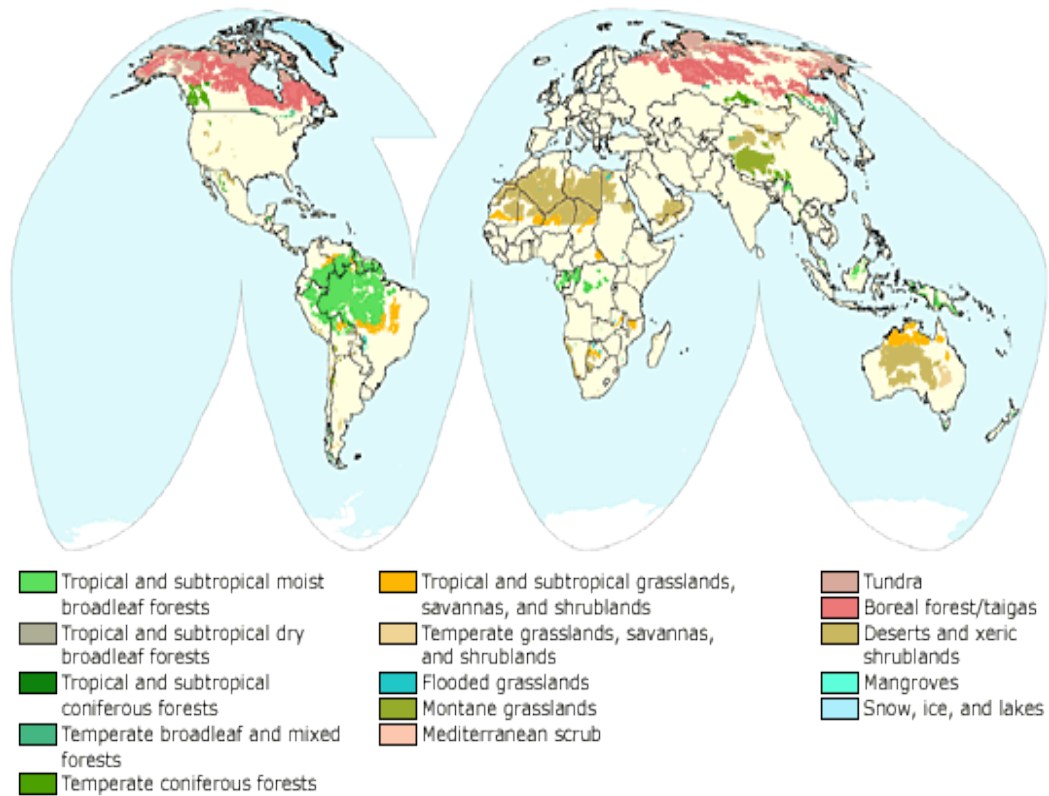 Tropical and subtropical moist
broadleaf forests
Tropical and subtropical dry
broadleaf forests
Tropical and subtropical
coniferous forests
Temperate broadleaf and mixed
forests
Temperate coniferous forests
Tropical and subtropical grasslands,
savannas, and shrublands
Temperate grasslands, savannas,
and shrublands
Flooded grasslands
Montane grasslands
Mediterranean scrub
Tundra
Boreal forest/taigas
Deserts and xeric
shrublands
Mangroves
Snow, ice, and lakes